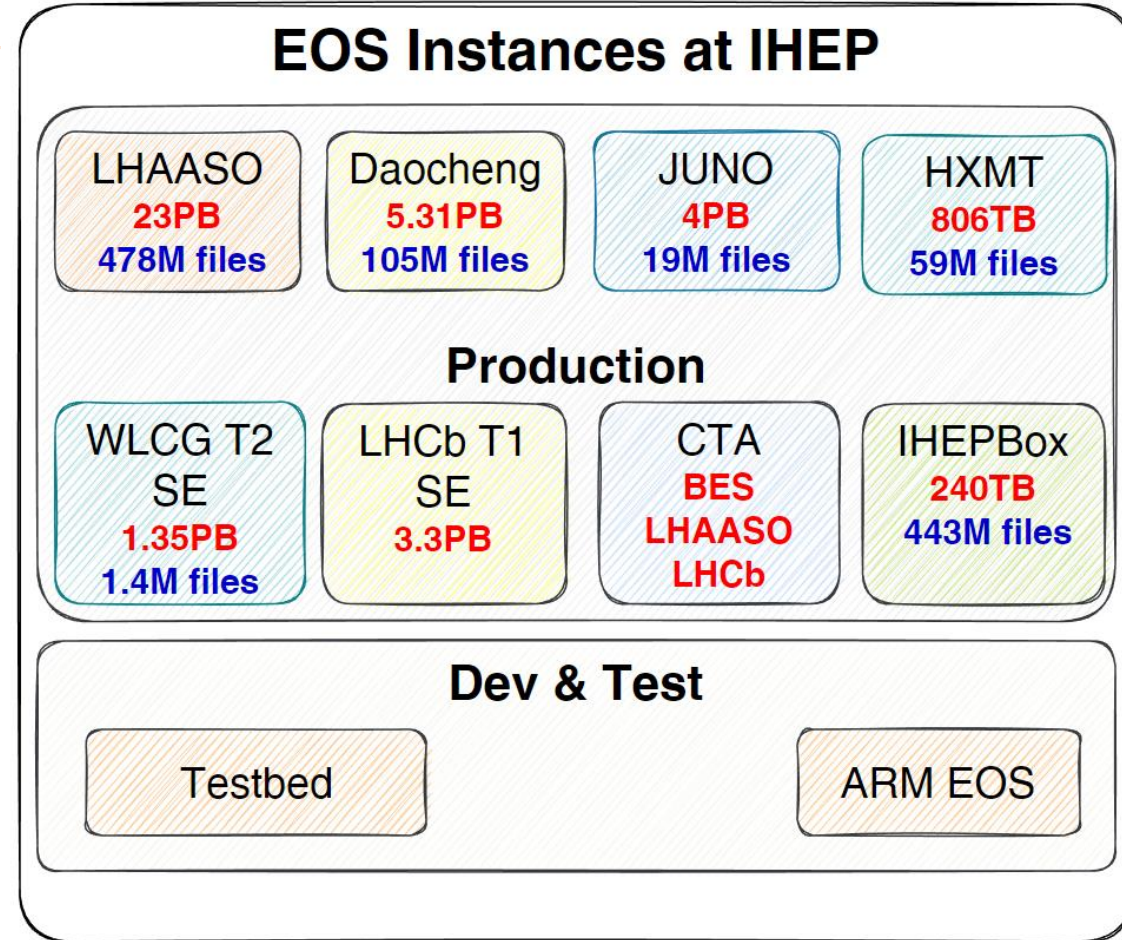 EOS Instances at IHEP
LHAASO
23PB
478M files
Daocheng
5.31PB
105M files
JUNO
4PB
19M files
HXMT
806TB
59M files
Production
WLCG T2
SE
1.35PB
1.4M files
LHCb T1
SE
3.3PB
CTA
BES
LHAASO
LHCb
IHEPBox
240TB
443M files
Dev & Test
Testbed
ARM EOS